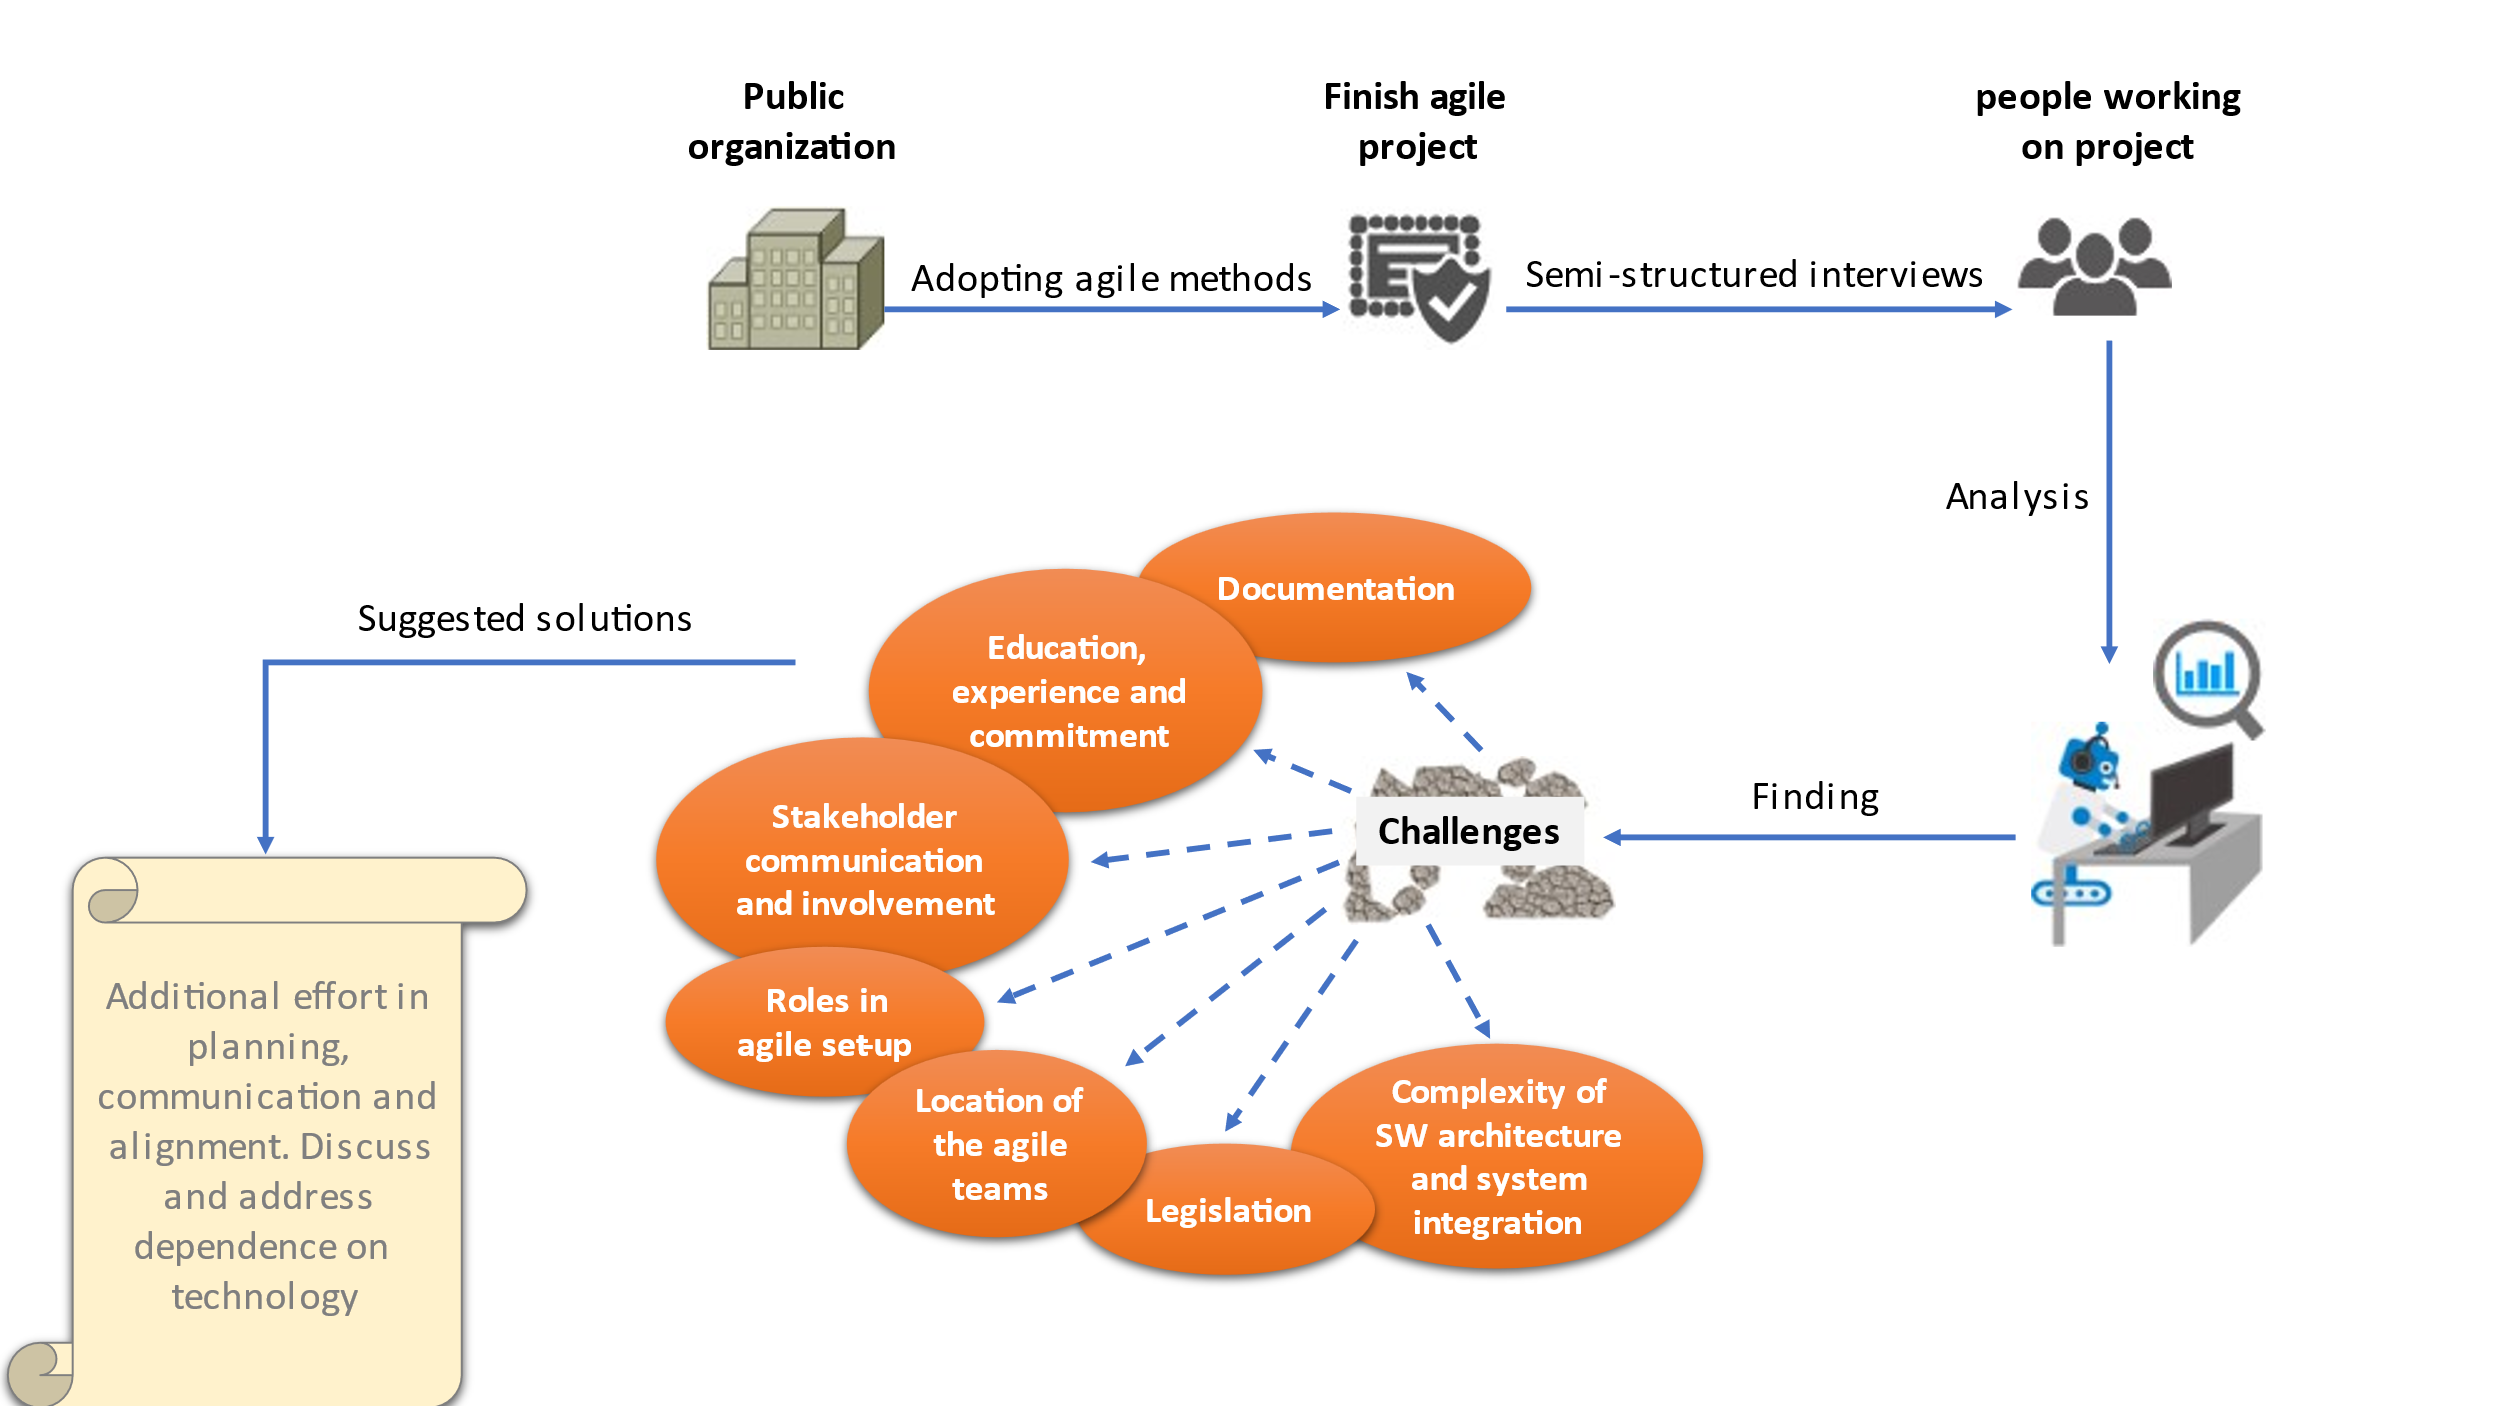 Public
organization
Finish agile
project
people working
on project
Adopting agile methods
Semi-structured interviews
Analysis
Documentation
Education,
experience and
commitment
Suggested solutions
Stakeholder
communication
and involvement
Challenges
Finding
Roles in
agile set-up
Location of
the agile
teams
Legislation
Complexity of
SW architecture
and system
integration
Additional effort in
planning,
communication and
alignment. Discuss
and address
dependence on
technology